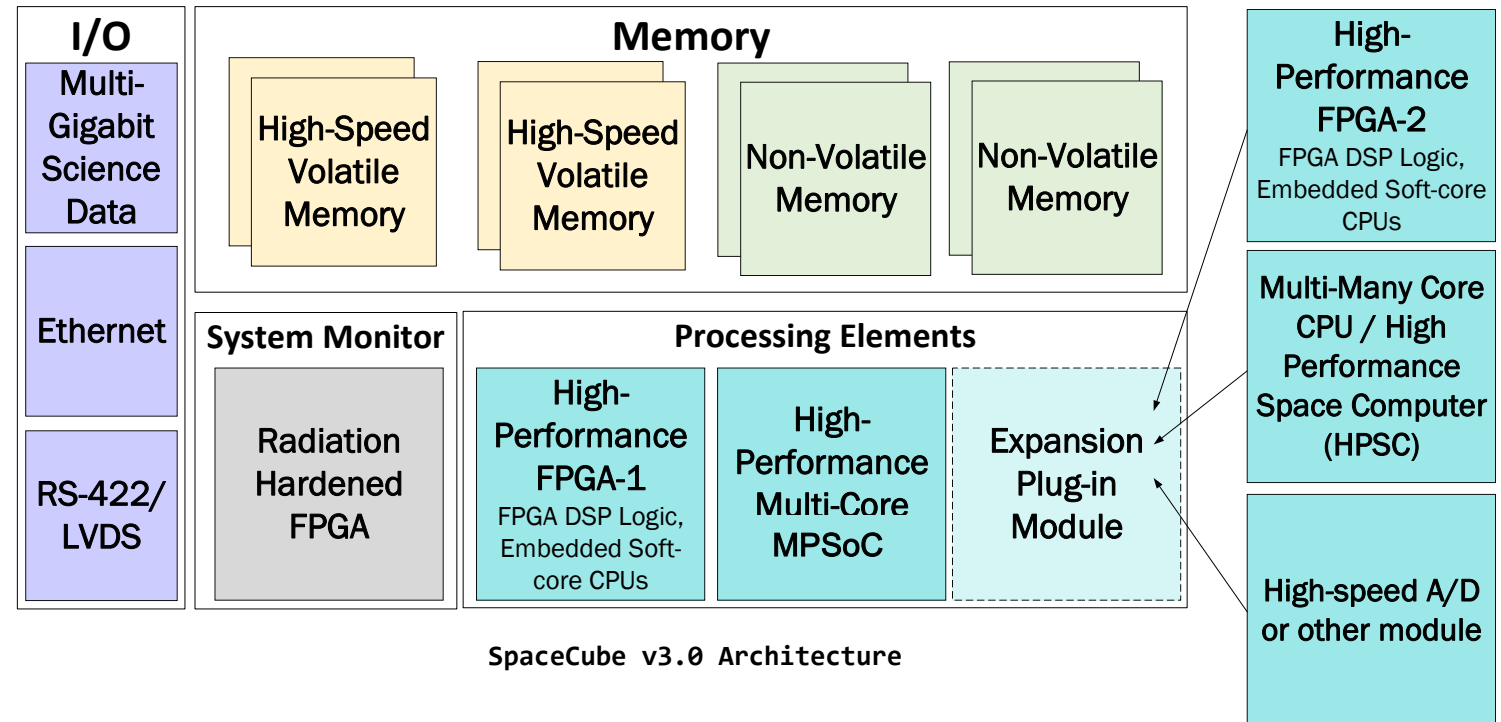 I/O
Multi-
Gigabit
Science
Data
Ethernet
RS-422/
LVDS
Memory
High-Speed
Volatile
Memory
High-Speed
Volatile
Memory
Non-Volatile
Memory
Non-Volatile
Memory
System Monitor
Radiation
Hardened
FPGA
Processing Elements
High-
Performance
FPGA-1
FPGA DSP Logic,
Embedded Soft-
core CPUs
High-
Performance
Multi-Core
MPSoC
Expansion
Plug-in
Module
High-
Performance
FPGA-2
FPGA DSP Logic,
Embedded Soft-core
CPUs
Multi-Many Core
CPU / High
Performance
Space Computer
(HPSC)
High-speed A/D
or other module
SpaceCube v3.0 Architecture